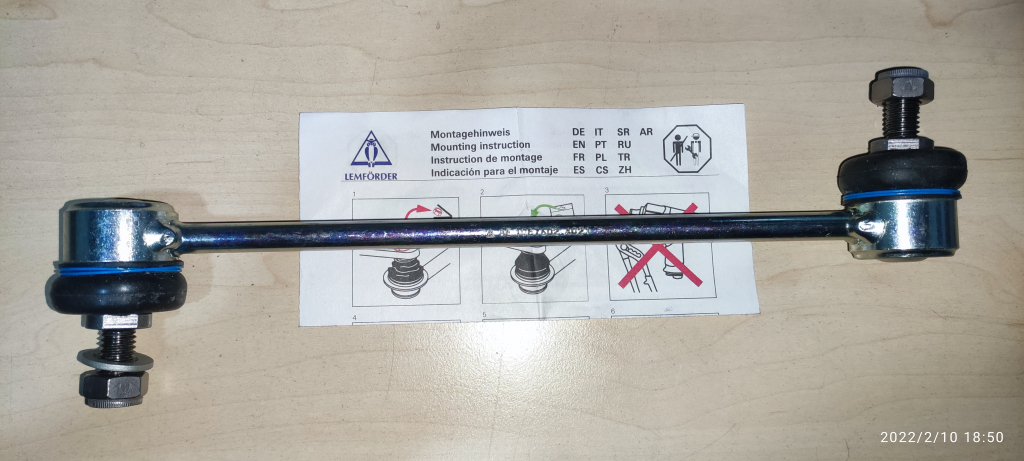 Montagehinweis DE IT SR AR
Mounting instruction EN PT RU
Instruction de montage FR PL TR
Indicación para el montaje ES CS ZH
LEMFÖRDER
1 2 3
4 5 6
2022/2/10 18:50